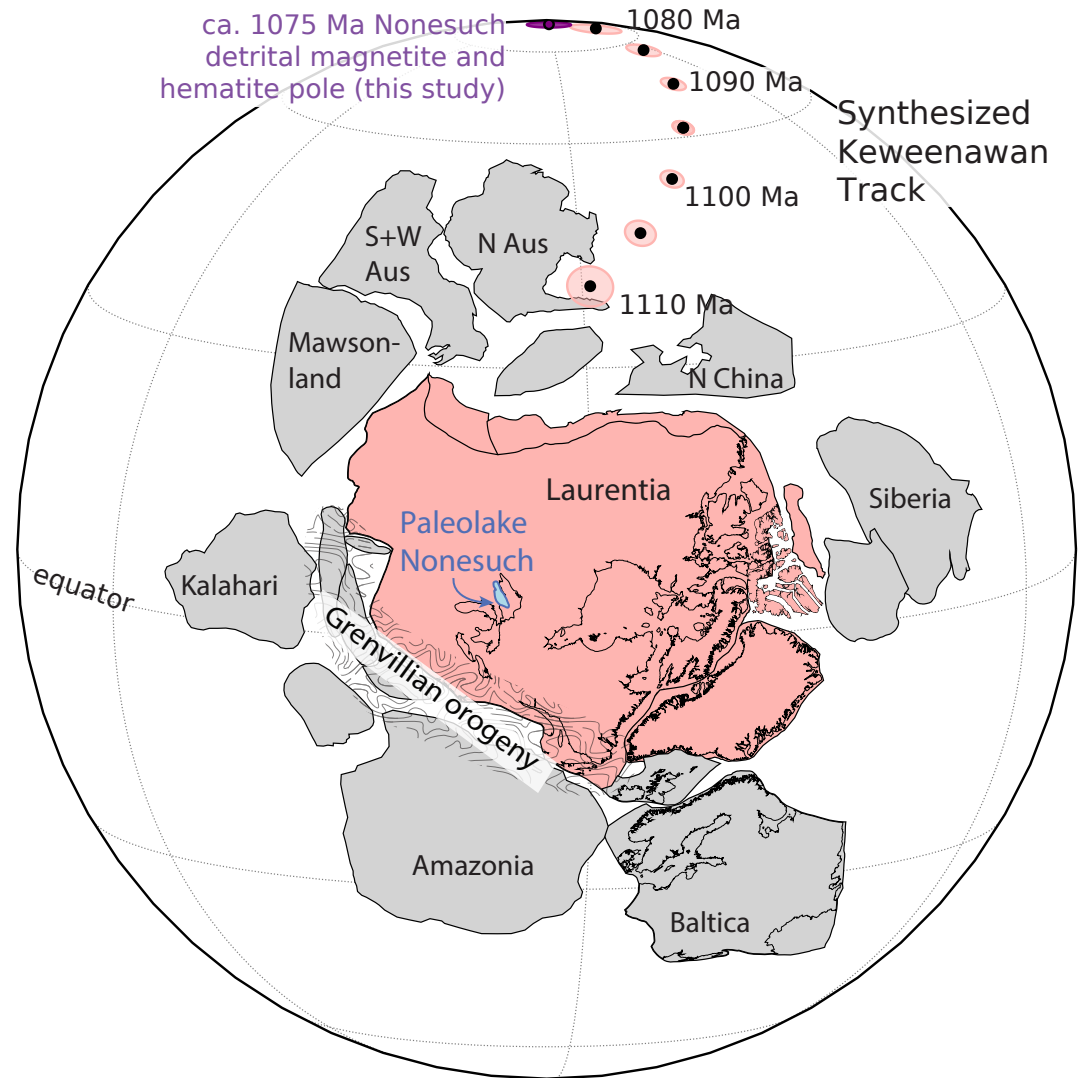 ca. 1075 Ma Nonesuch
detrital magnetite and
hematite pole (this study)
1080 Ma
1090 Ma
Synthesized
Keweenawan
Track
1100 Ma
S+W
Aus
N Aus
1110 Ma
Mawson-
land
N China
Laurentia
Siberia
Paleolake
Nonesuch
Kalahari
equator
Grenvillian orogeny
Amazonia
Baltica